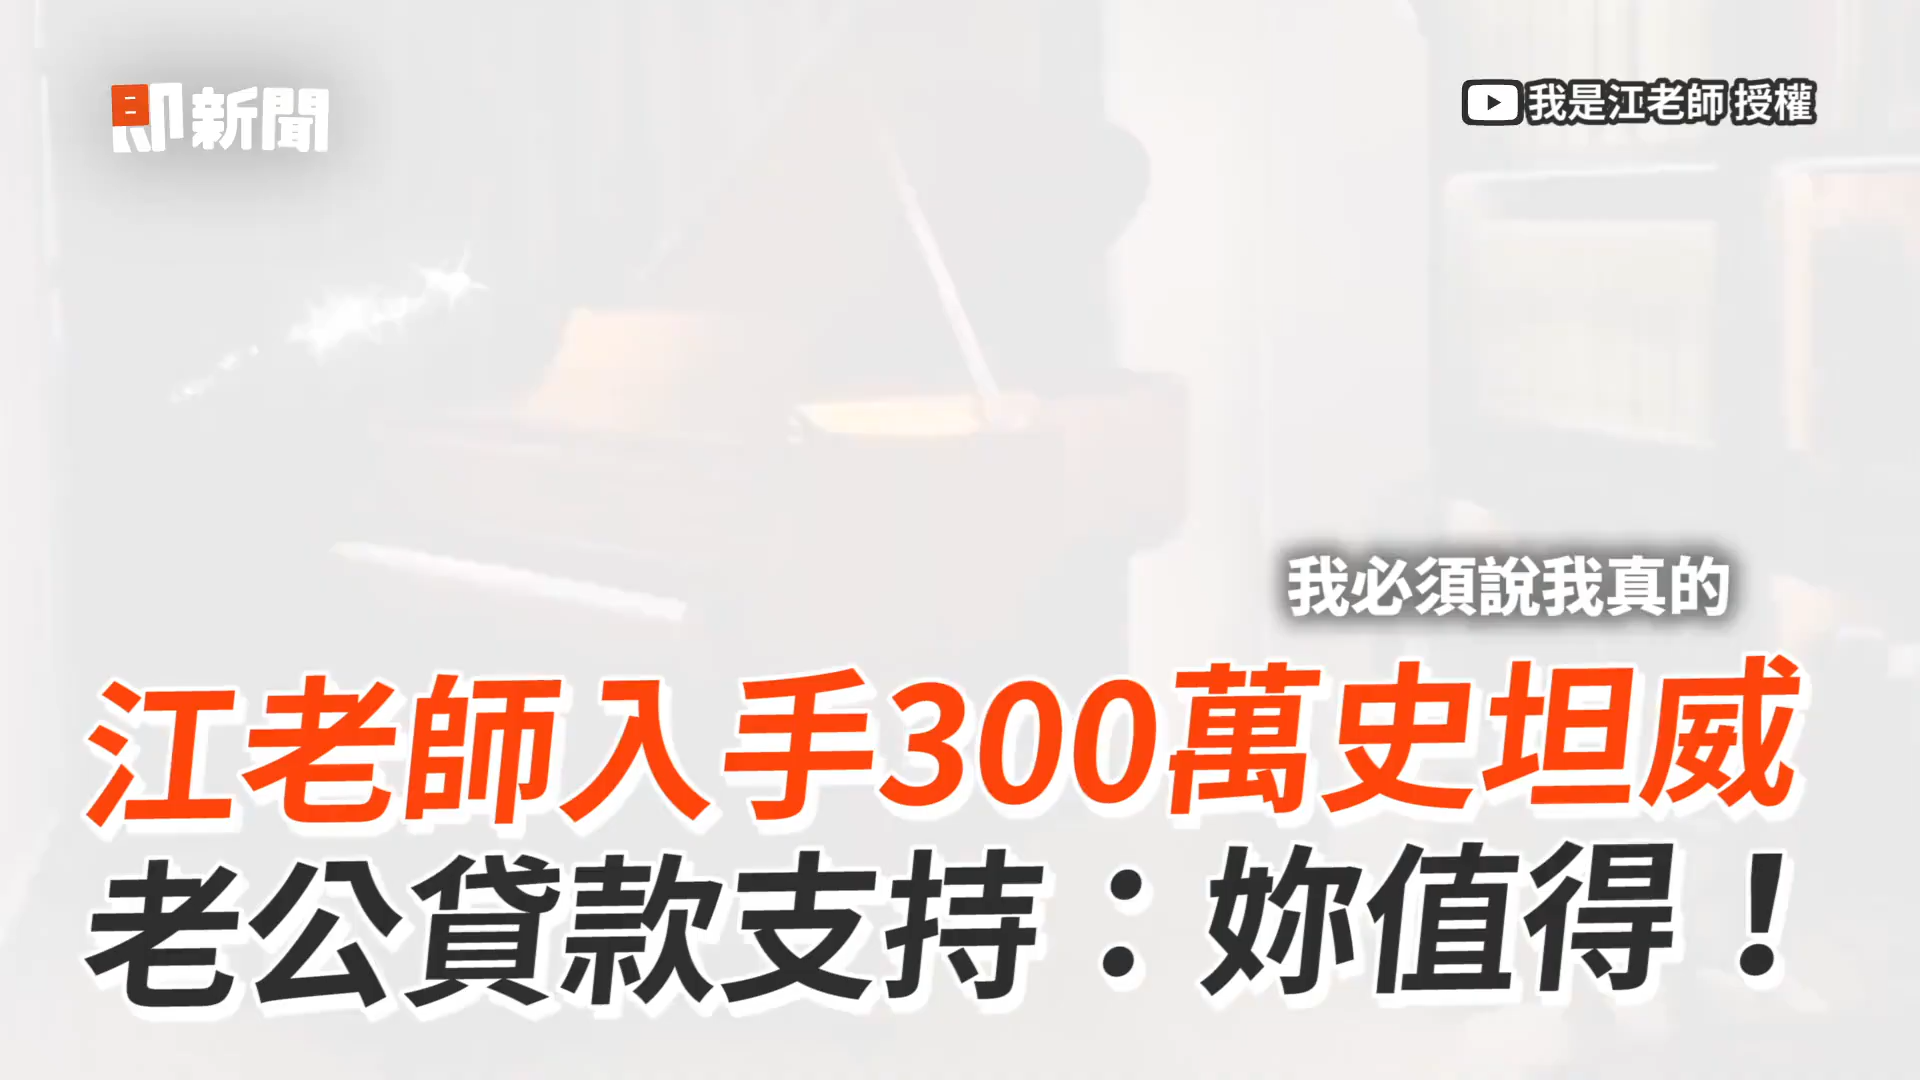 即新聞
我是江老師 授權
我必須說我真的
江老師入手300萬史坦威
老公貸款支持：妳值得！